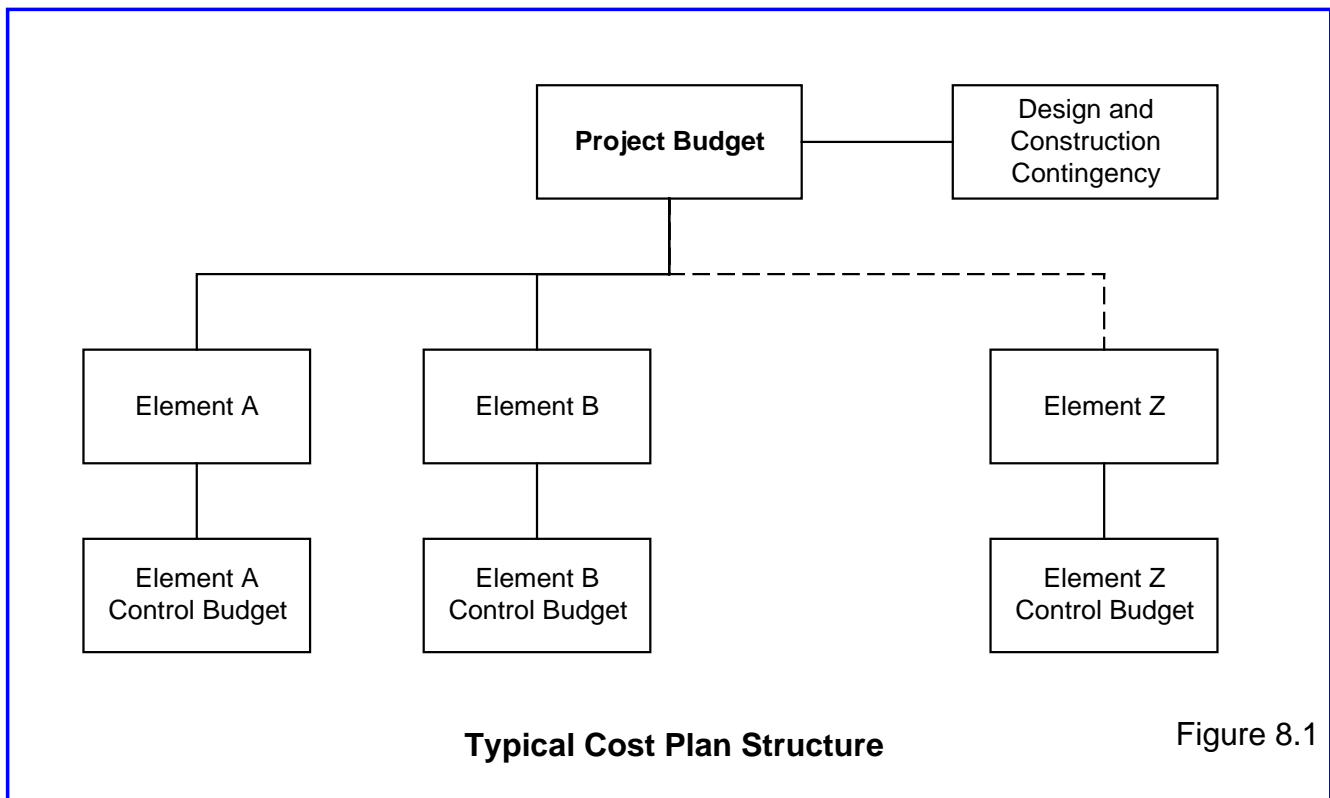 Project Budget
Design and
Construction
Contingency
Element A
Element B
Element Z
Element A
Control Budget
Element B
Control Budget
Element Z
Control Budget
Typical Cost Plan Structure
Figure 8.1